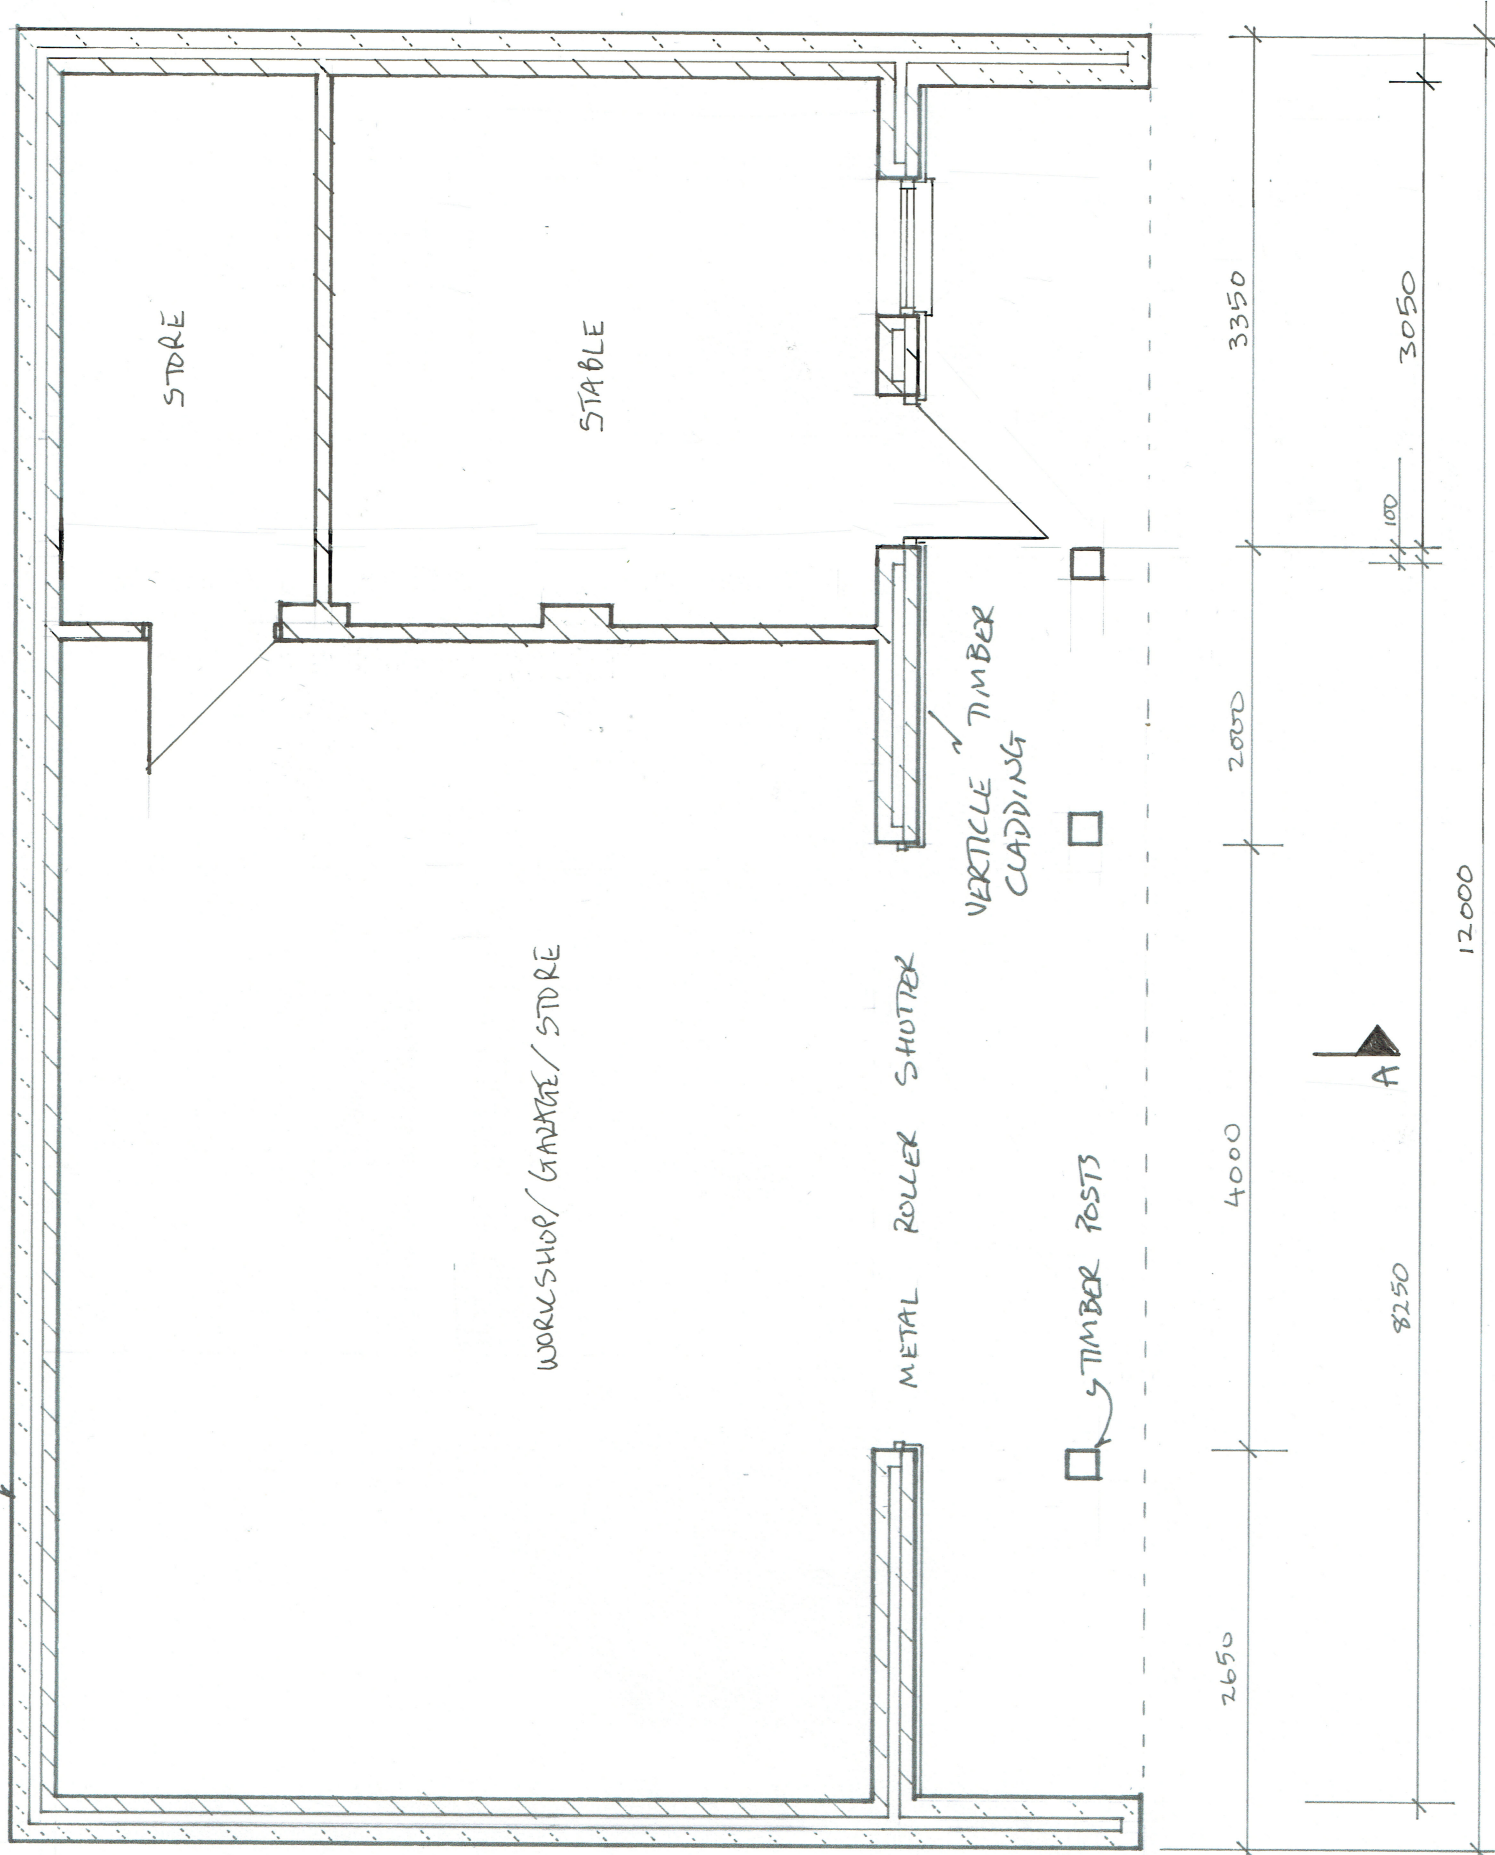 STORE
STABLE
WORKSHOP/GARAGE/STORE
METAL ROLLER SHUTTER
VERTICLE TIMBER
CLADDING
TIMBER POSTS
2650
4000
2000
3350
A
8250
100
3050
12000